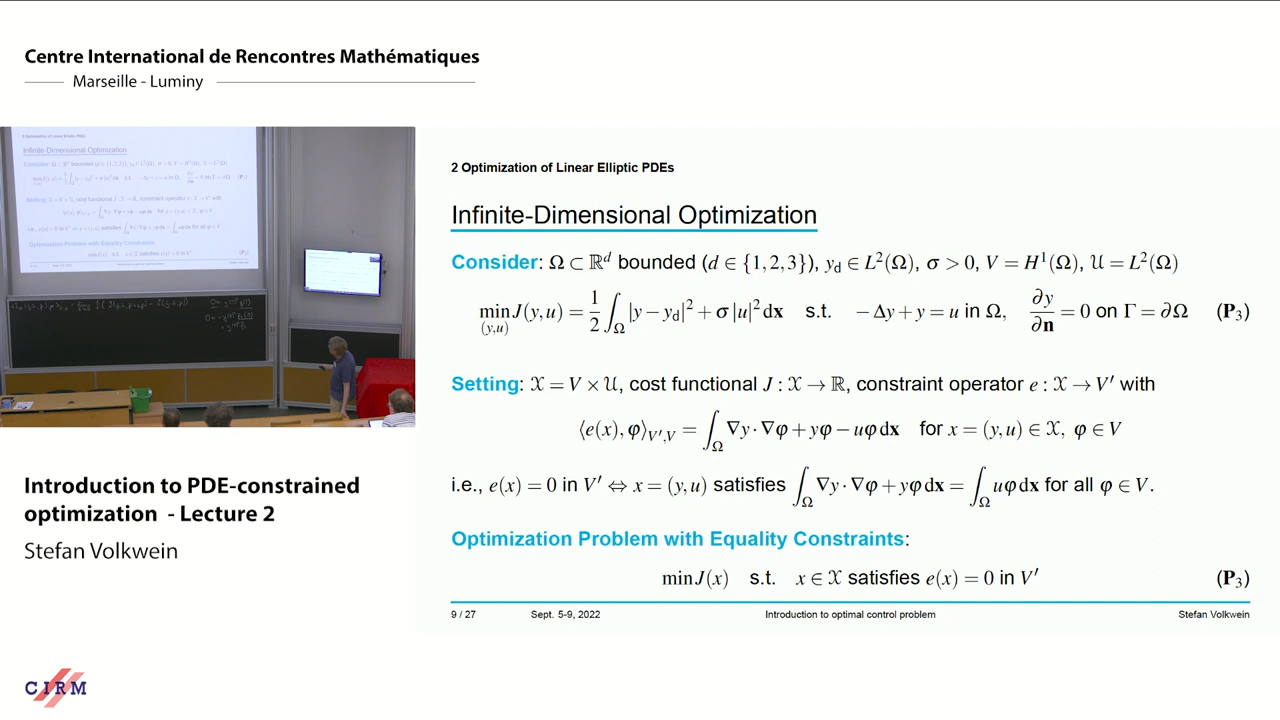 Centre International de Rencontres Mathématiques
Marseille - Luminy
2 Optimization of Linear Elliptic PDEs
Infinite-Dimensional Optimization
Consider: Ω ⊂ ℝᵈ bounded (d ∈ {1,2,3}), y_d ∈ L²(Ω), σ > 0, V = H¹(Ω), 𝒰 = L²(Ω)
min_{(y,u)} J(y,u) = 1/2 ∫_Ω |y − y_d|² + σ|u|² dx s.t. −Δy + y = u in Ω, ∂y/∂n = 0 on Γ = ∂Ω (P₃)
Setting: 𝒳 = V × 𝒰, cost functional J : 𝒳 → ℝ, constraint operator e : 𝒳 → V′ with
⟨e(x), φ⟩_{V′,V} = ∫_Ω ∇y · ∇φ + yφ − uφ dx for x = (y,u) ∈ 𝒳, φ ∈ V
i.e., e(x) = 0 in V′ ⇔ x = (y,u) satisfies ∫_Ω ∇y · ∇φ + yφ dx = ∫_Ω uφ dx for all φ ∈ V.
Optimization Problem with Equality Constraints:
min J(x) s.t. x ∈ 𝒳 satisfies e(x) = 0 in V′ (P₃)
9 / 27 Sept. 5-9, 2022 Introduction to optimal control problem Stefan Volkwein
Introduction to PDE-constrained
optimization - Lecture 2
Stefan Volkwein
CIRM